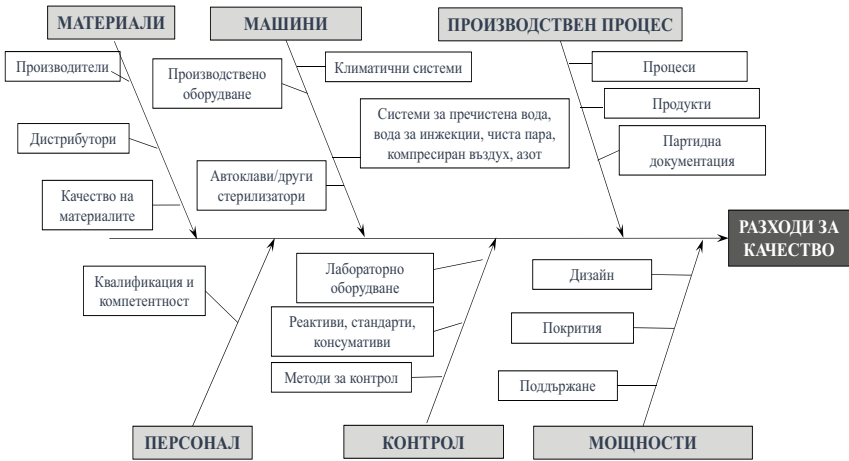 МАТЕРИАЛИ
МАШИНИ
ПРОИЗВОДСТВЕН ПРОЦЕС
Производители
Дистрибутори
Качество на
материалите
Производствено
оборудване
Климатични системи
Системи за пречистена вода,
вода за инжекции, чиста пара,
компресиран въздух, азот
Автоклави/други
стерилизатори
Процеси
Продукти
Партидна
документация
РАЗХОДИ ЗА
КАЧЕСТВО
Квалификация и
компетентност
Лабораторно
оборудване
Реактиви, стандарти,
консумативи
Методи за контрол
Дизайн
Покрития
Поддържане
ПЕРСОНАЛ
КОНТРОЛ
МОЩНОСТИ